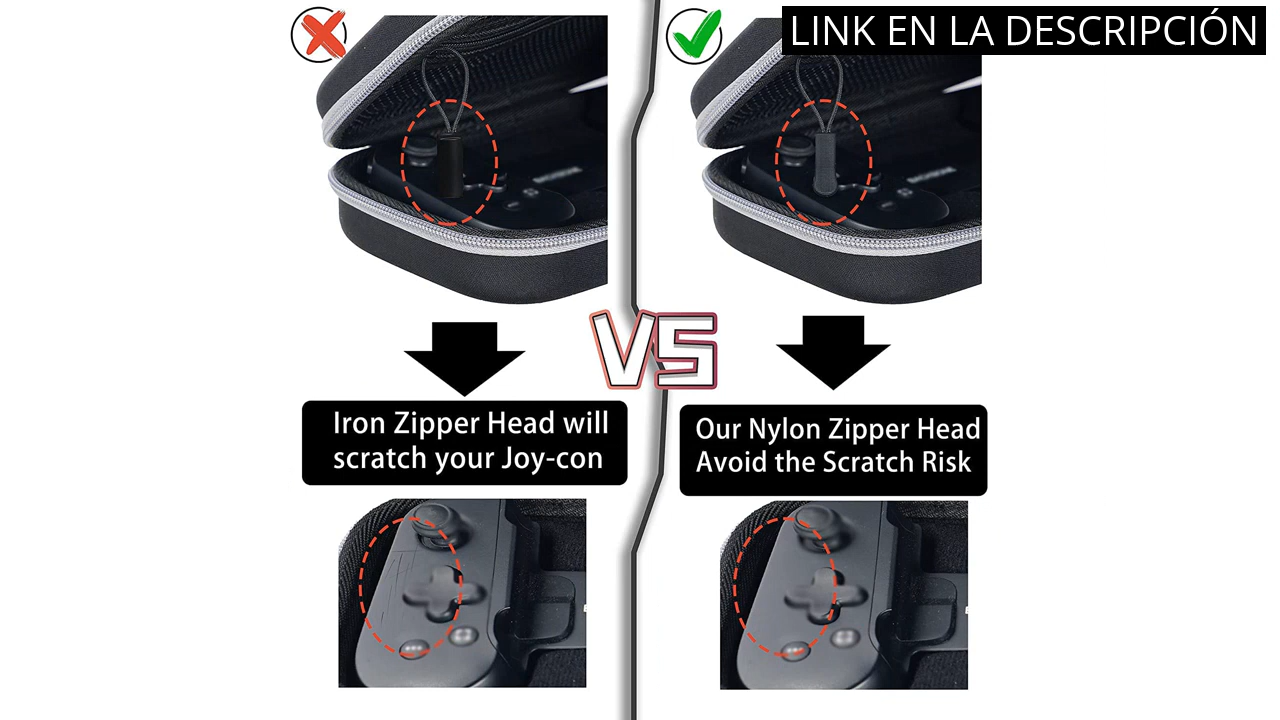 LINK EN LA DESCRIPCIÓN
VS
Iron Zipper Head will
scratch your Joy-con
Our Nylon Zipper Head
Avoid the Scratch Risk